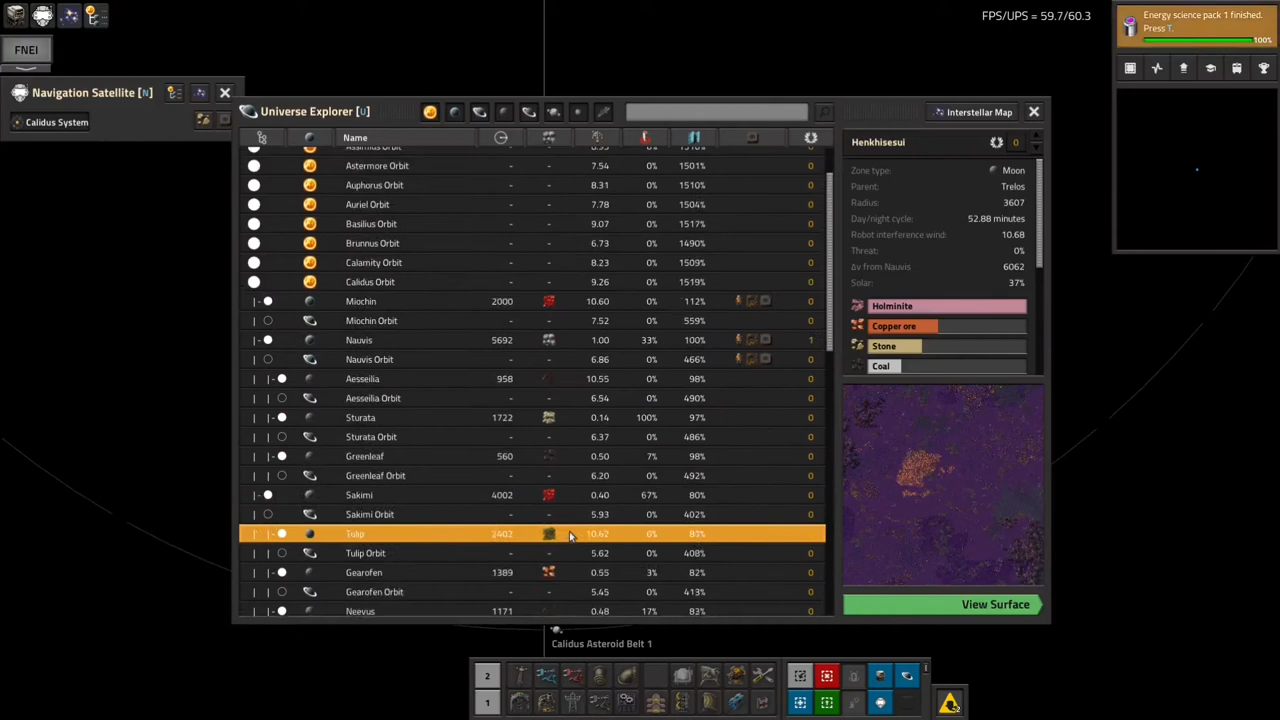 FPS/UPS = 59.7/60.3
Energy science pack 1 finished.
Press T.
100%
FNEI
Navigation Satellite [N]
Calidus System
Universe Explorer [U]
Interstellar Map
Name
Astermore Orbit - - 7.54 0% 1501% 0
Auphorus Orbit - - 8.31 0% 1510% 0
Auriel Orbit - - 7.78 0% 1504% 0
Basilius Orbit - - 9.07 0% 1517% 0
Brunnus Orbit - - 6.73 0% 1490% 0
Calamity Orbit - - 8.23 0% 1509% 0
Calidus Orbit - - 9.26 0% 1519% 0
Miochin 2000 10.60 0% 112% 0
Miochin Orbit - - 7.52 0% 559% 0
Nauvis 5692 1.00 33% 100% 1
Nauvis Orbit - - 6.86 0% 466% 0
Aesseilia 958 10.55 0% 98% 0
Aesseilia Orbit - - 6.54 0% 490% 0
Sturata 1722 0.14 100% 97% 0
Sturata Orbit - - 6.37 0% 486% 0
Greenleaf 560 0.50 7% 98% 0
Greenleaf Orbit - - 6.20 0% 492% 0
Sakimi 4002 0.40 67% 80% 0
Sakimi Orbit - - 5.93 0% 402% 0
Tulip 2402 10.62 0% 0
Tulip Orbit - - 5.62 0% 408% 0
Gearofen 1389 0.55 3% 82% 0
Gearofen Orbit - - 5.45 0% 413% 0
Neevus 1171 0.48 17% 83% 0
Henkhisesui 0
Zone type: Moon
Parent: Trelos
Radius: 3607
Day/night cycle: 52.88 minutes
Robot interference wind: 10.68
Threat: 0%
Δv from Nauvis 6062
Solar: 37%
Holminite
Copper ore
Stone
Coal
View Surface
Calidus Asteroid Belt 1
2
1